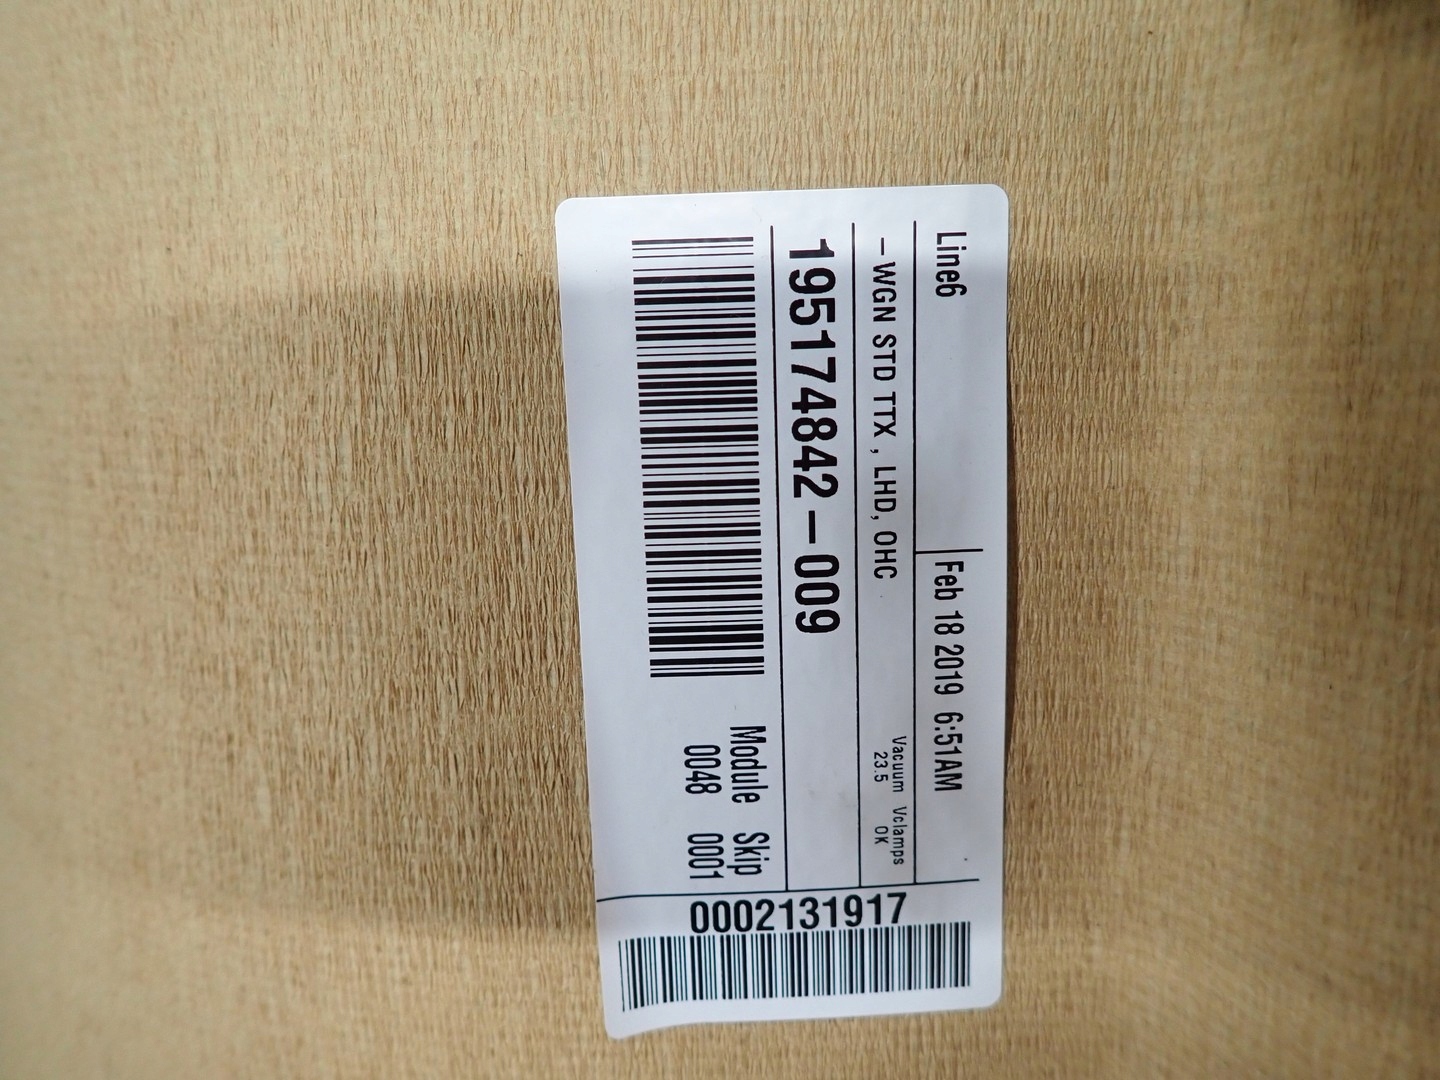 Line6
Feb 18 2019 6:51AM
-WGN STD TTX , LHD, OHC
Vacuum Vclamps
23.5 OK
195174842-009
Module Skip
0048 0001
0002131917